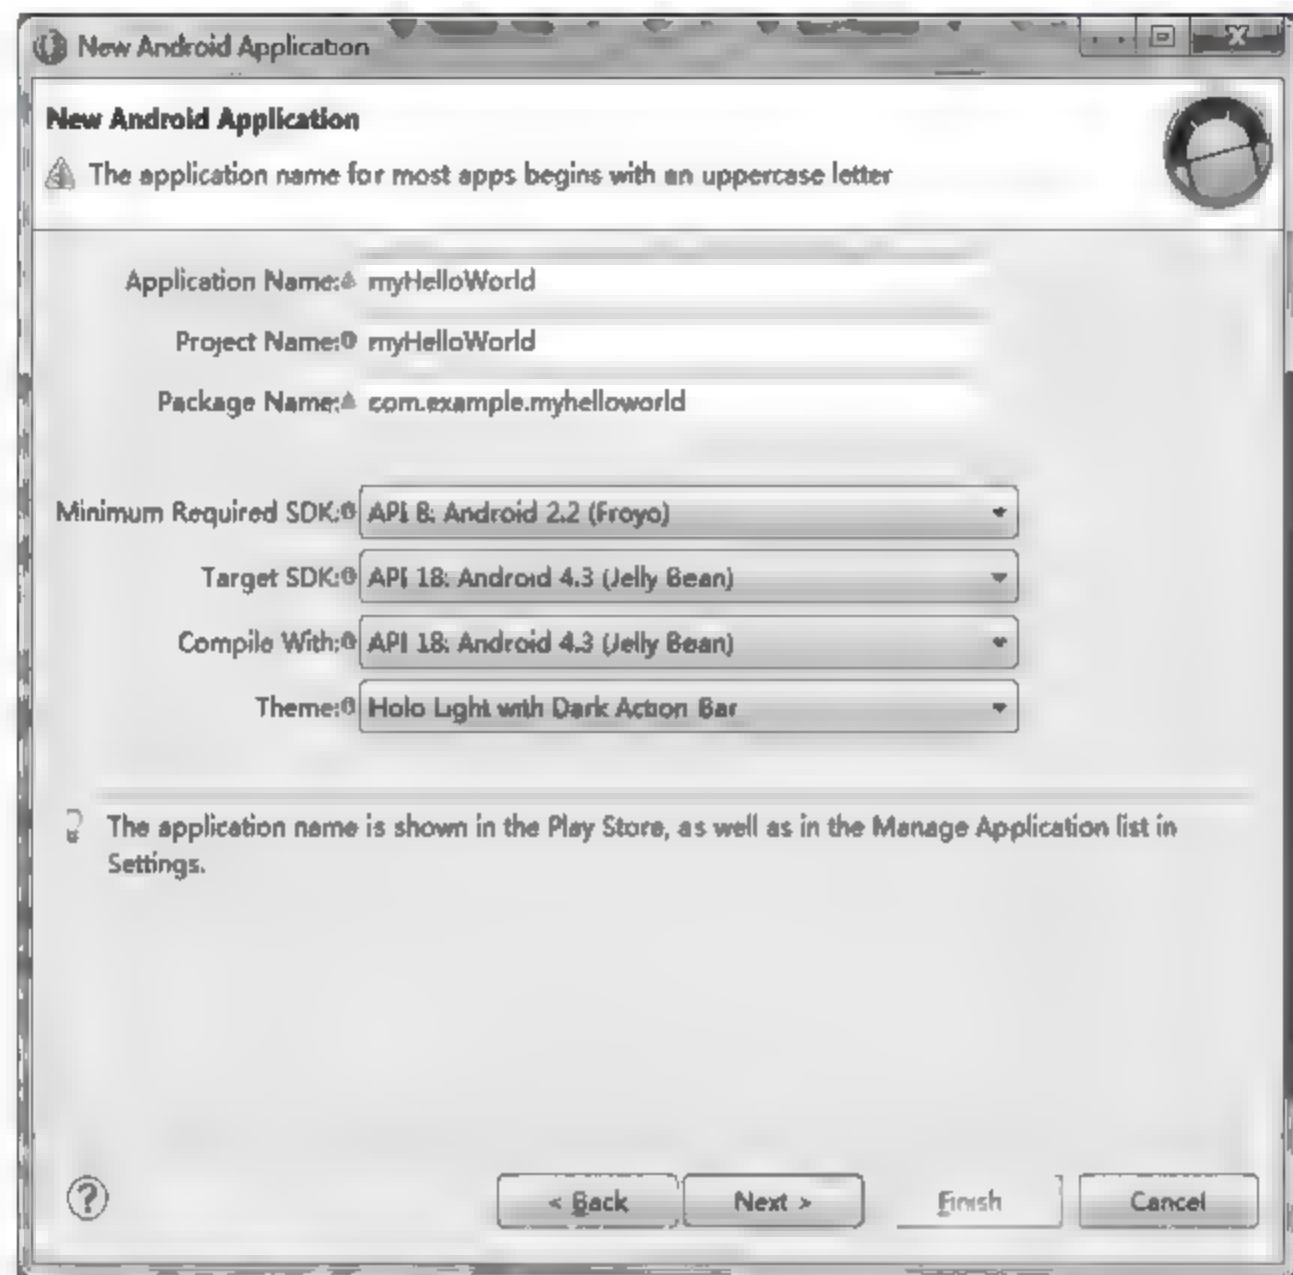 New Android Application
New Android Application
The application name for most apps begins with an uppercase letter
Application Name: myHelloWorld
Project Name: myHelloWorld
Package Name: com.example.myhelloworld
Minimum Required SDK: API 8: Android 2.2 (Froyo)
Target SDK: API 18: Android 4.3 (Jelly Bean)
Compile With: API 18: Android 4.3 (Jelly Bean)
Theme: Holo Light with Dark Action Bar
The application name is shown in the Play Store, as well as in the Manage Application list in
Settings.
< Back Next > Finish Cancel